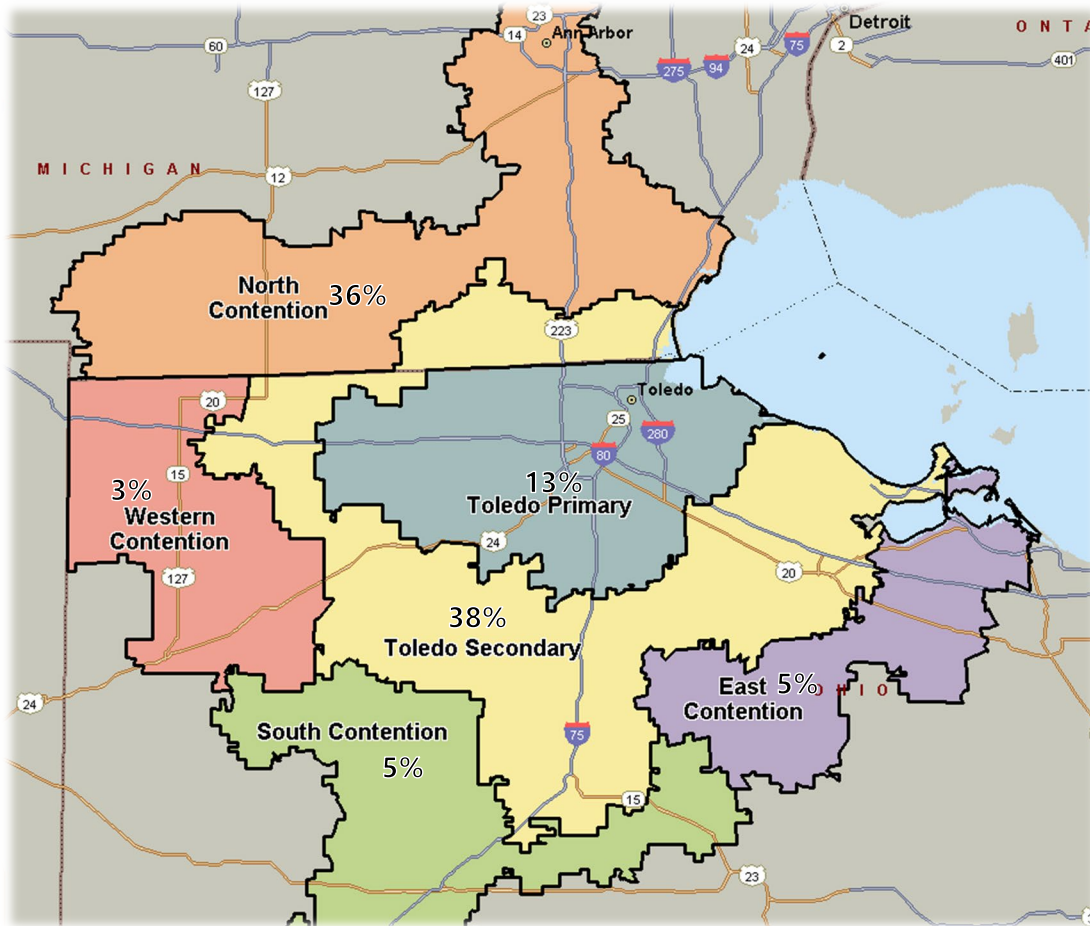 23
Detroit
14
Ann Arbor
ONTA
60
24
75
2
275
94
401
127
MICHIGAN
12
North
Contention
36%
223
20
Toledo
25
280
80
15
13%
Toledo Primary
3%
Western
Contention
24
127
20
38%
Toledo Secondary
East
Contention
5%
OHIO
24
South Contention
5%
75
15
23